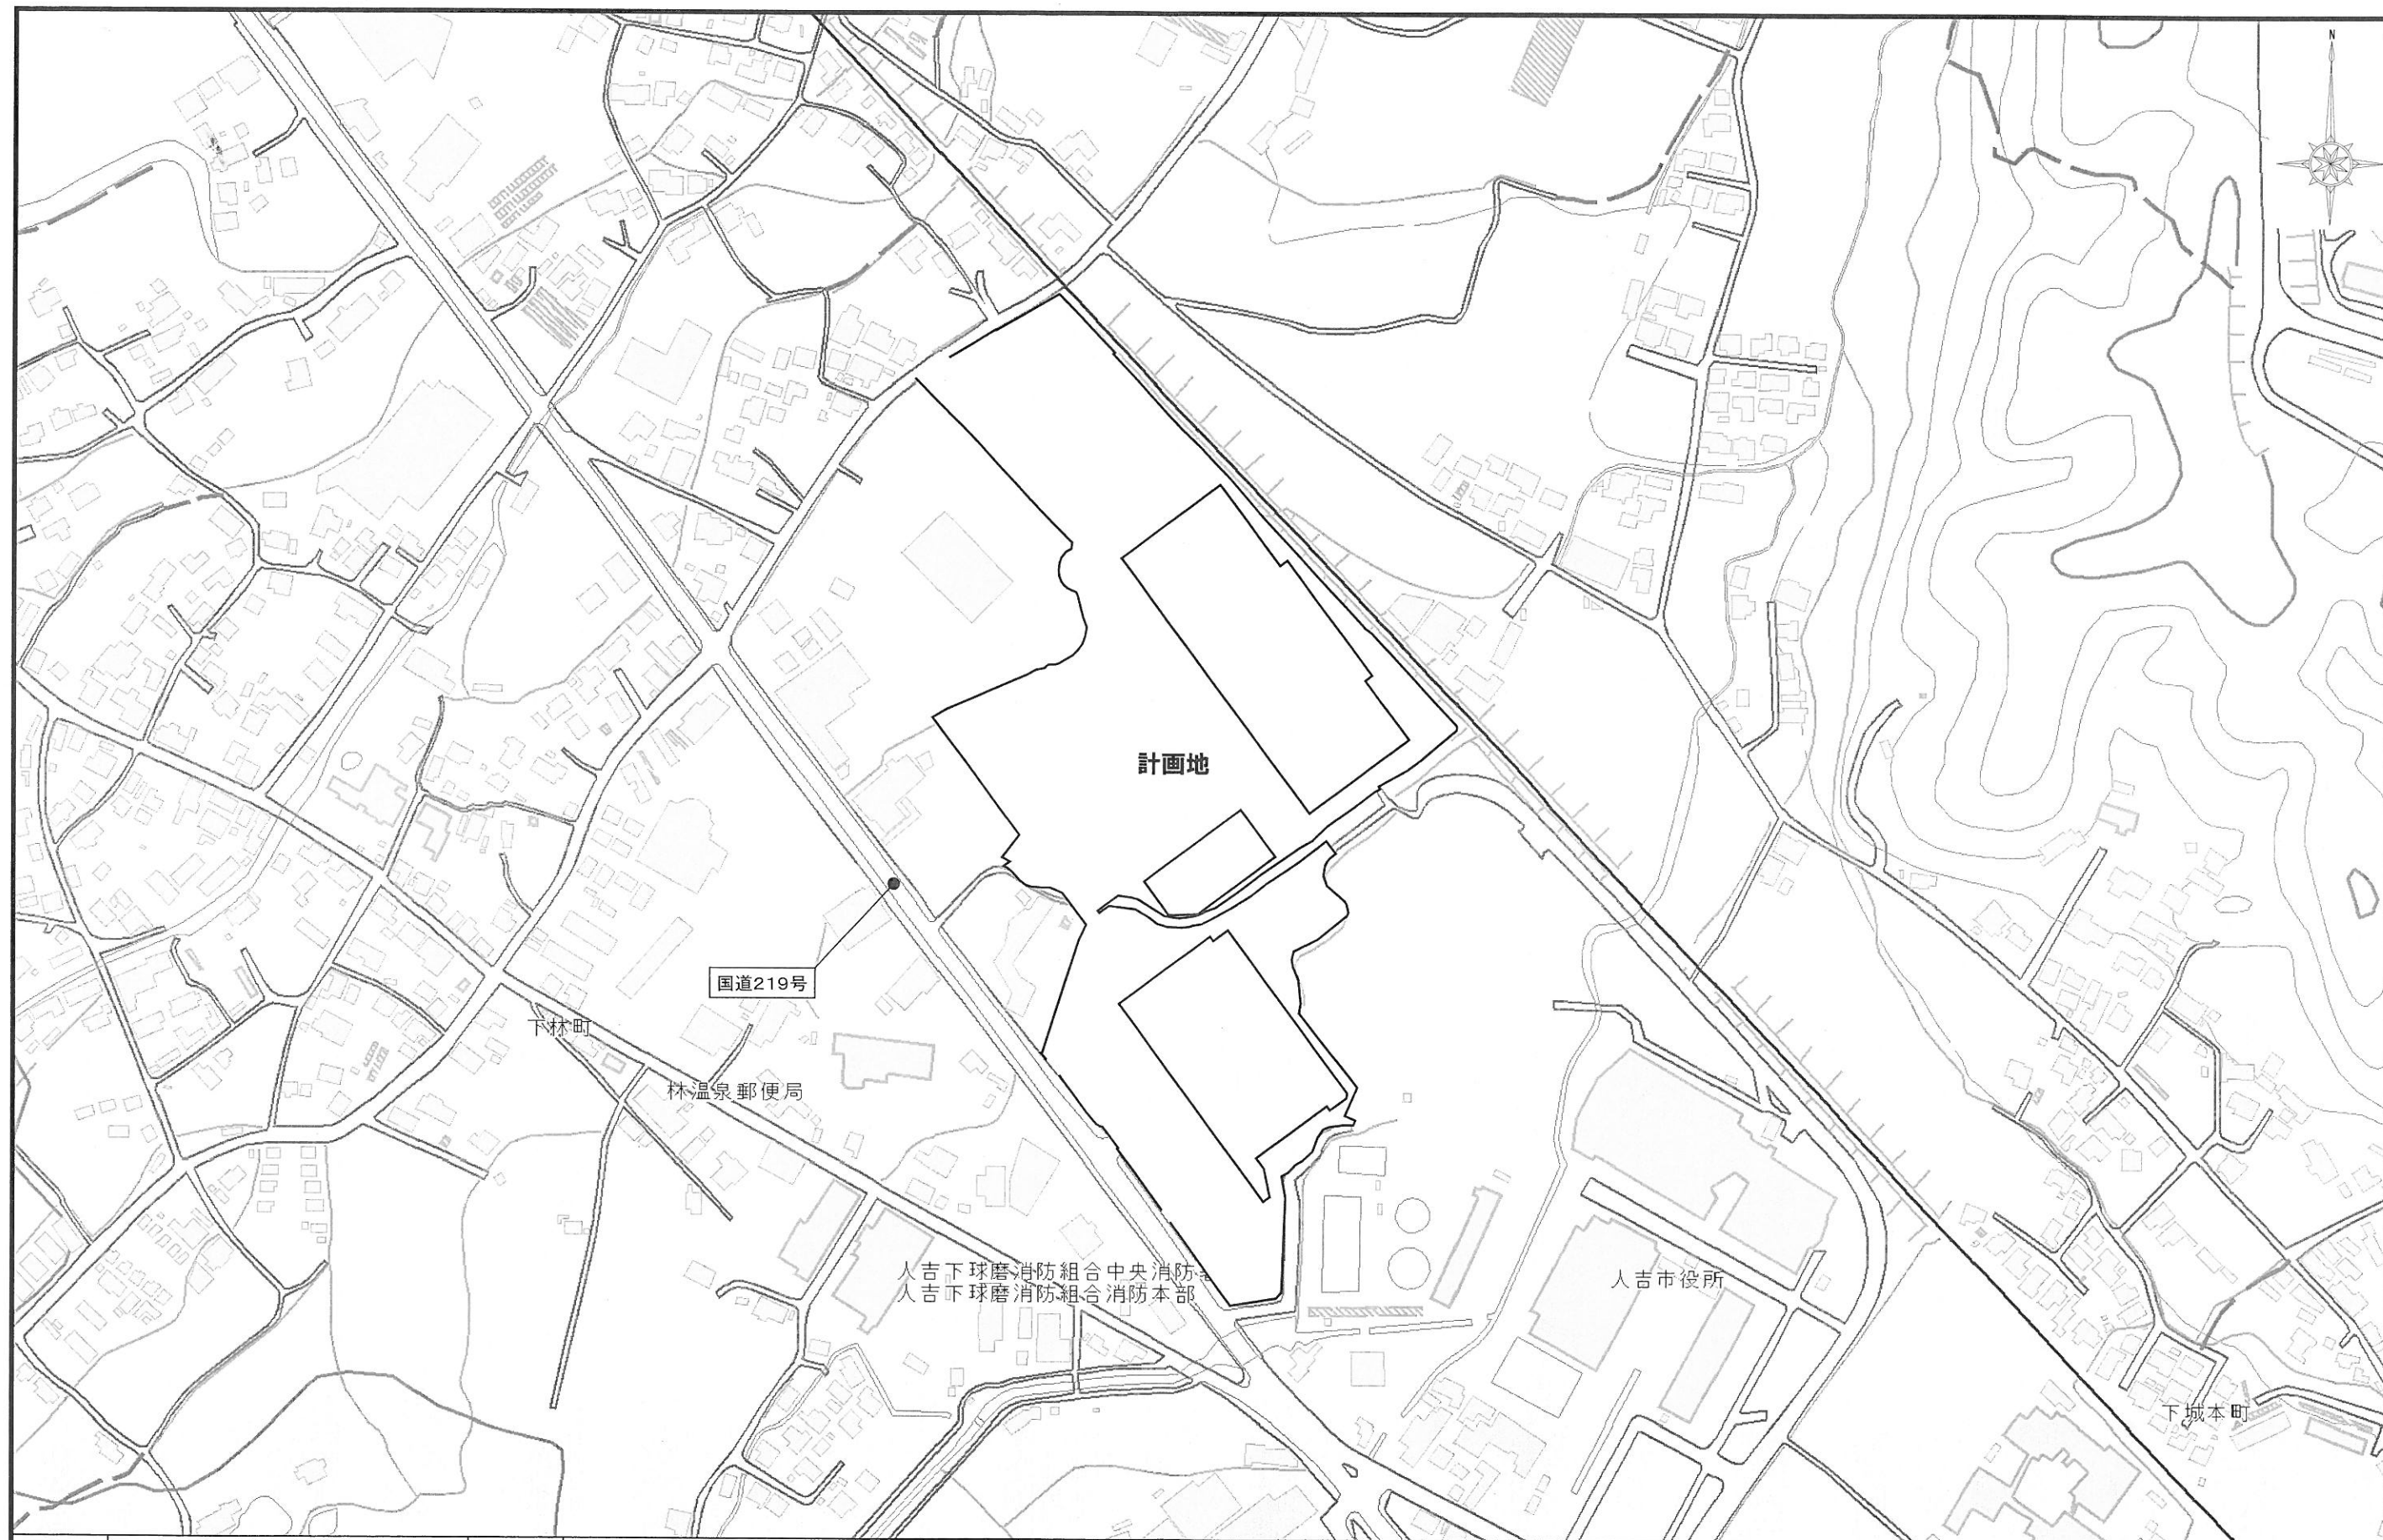 N
計画地
国道219号
下林町
林温泉郵便局
人吉下球磨消防組合中央消防
人吉下球磨消防組合消防本部
人吉市役所
下城本町